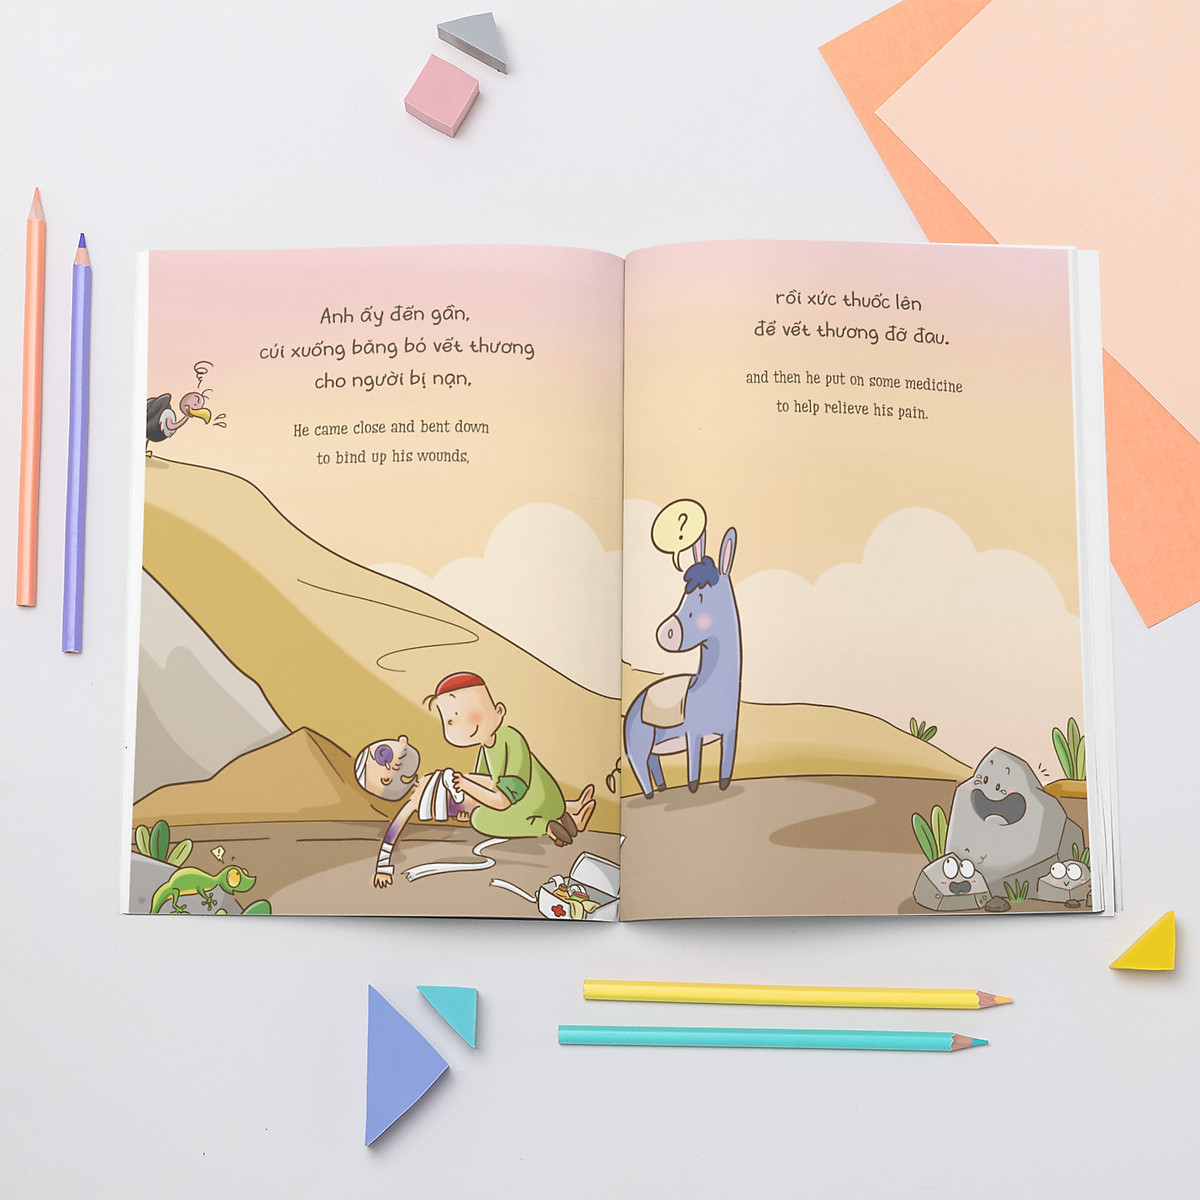 Anh ấy đến gần,
cúi xuống băng bó vết thương
cho người bị nạn,
He came close and bent down
to bind up his wounds,
rồi xức thuốc lên
để vết thương đỡ đau.
and then he put on some medicine
to help relieve his pain.
?
!